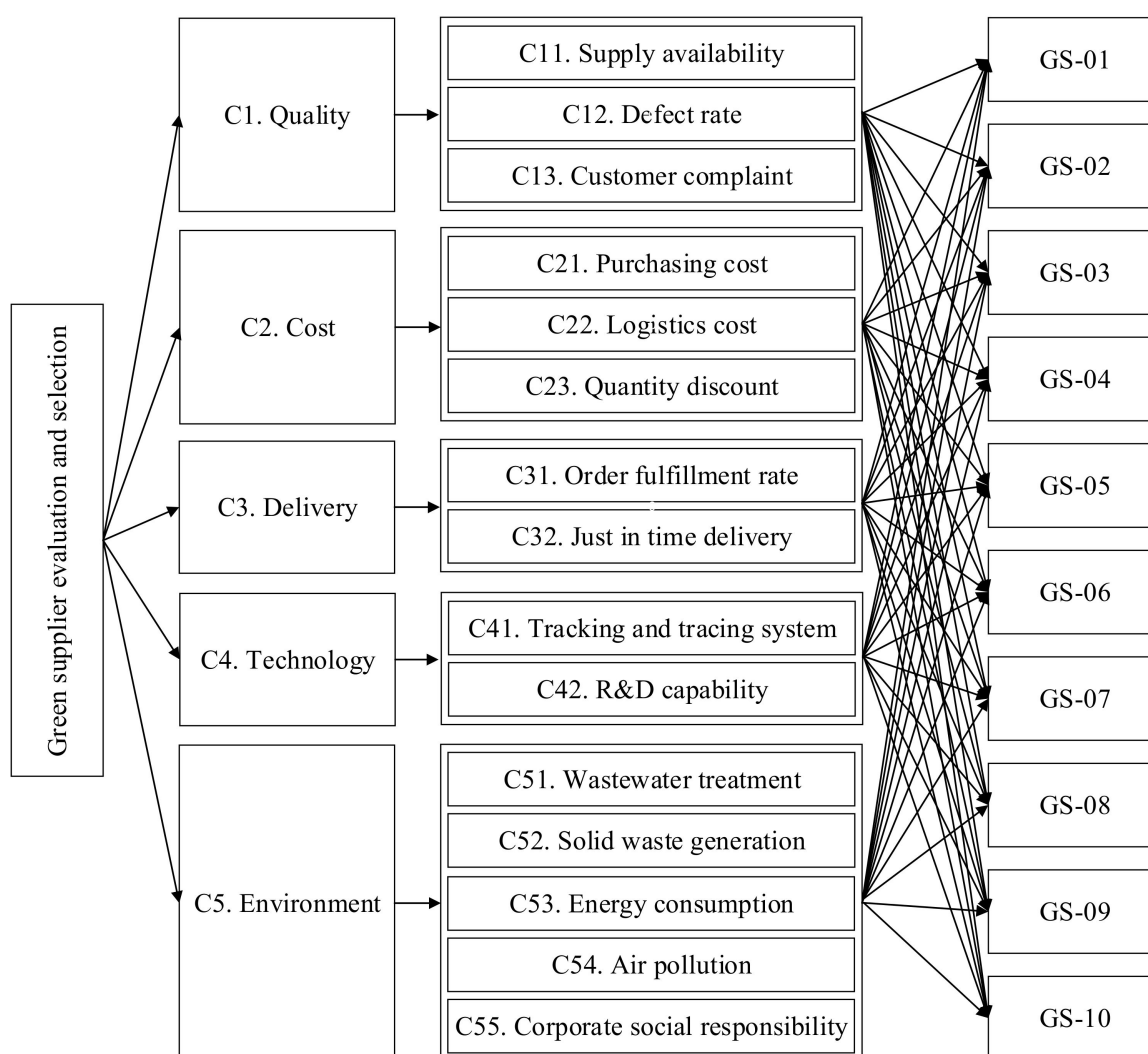 Green supplier evaluation and selection
C1. Quality
C2. Cost
C3. Delivery
C4. Technology
C5. Environment
C11. Supply availability
C12. Defect rate
C13. Customer complaint
C21. Purchasing cost
C22. Logistics cost
C23. Quantity discount
C31. Order fulfillment rate
C32. Just in time delivery
C41. Tracking and tracing system
C42. R&D capability
C51. Wastewater treatment
C52. Solid waste generation
C53. Energy consumption
C54. Air pollution
C55. Corporate social responsibility
GS-01
GS-02
GS-03
GS-04
GS-05
GS-06
GS-07
GS-08
GS-09
GS-10